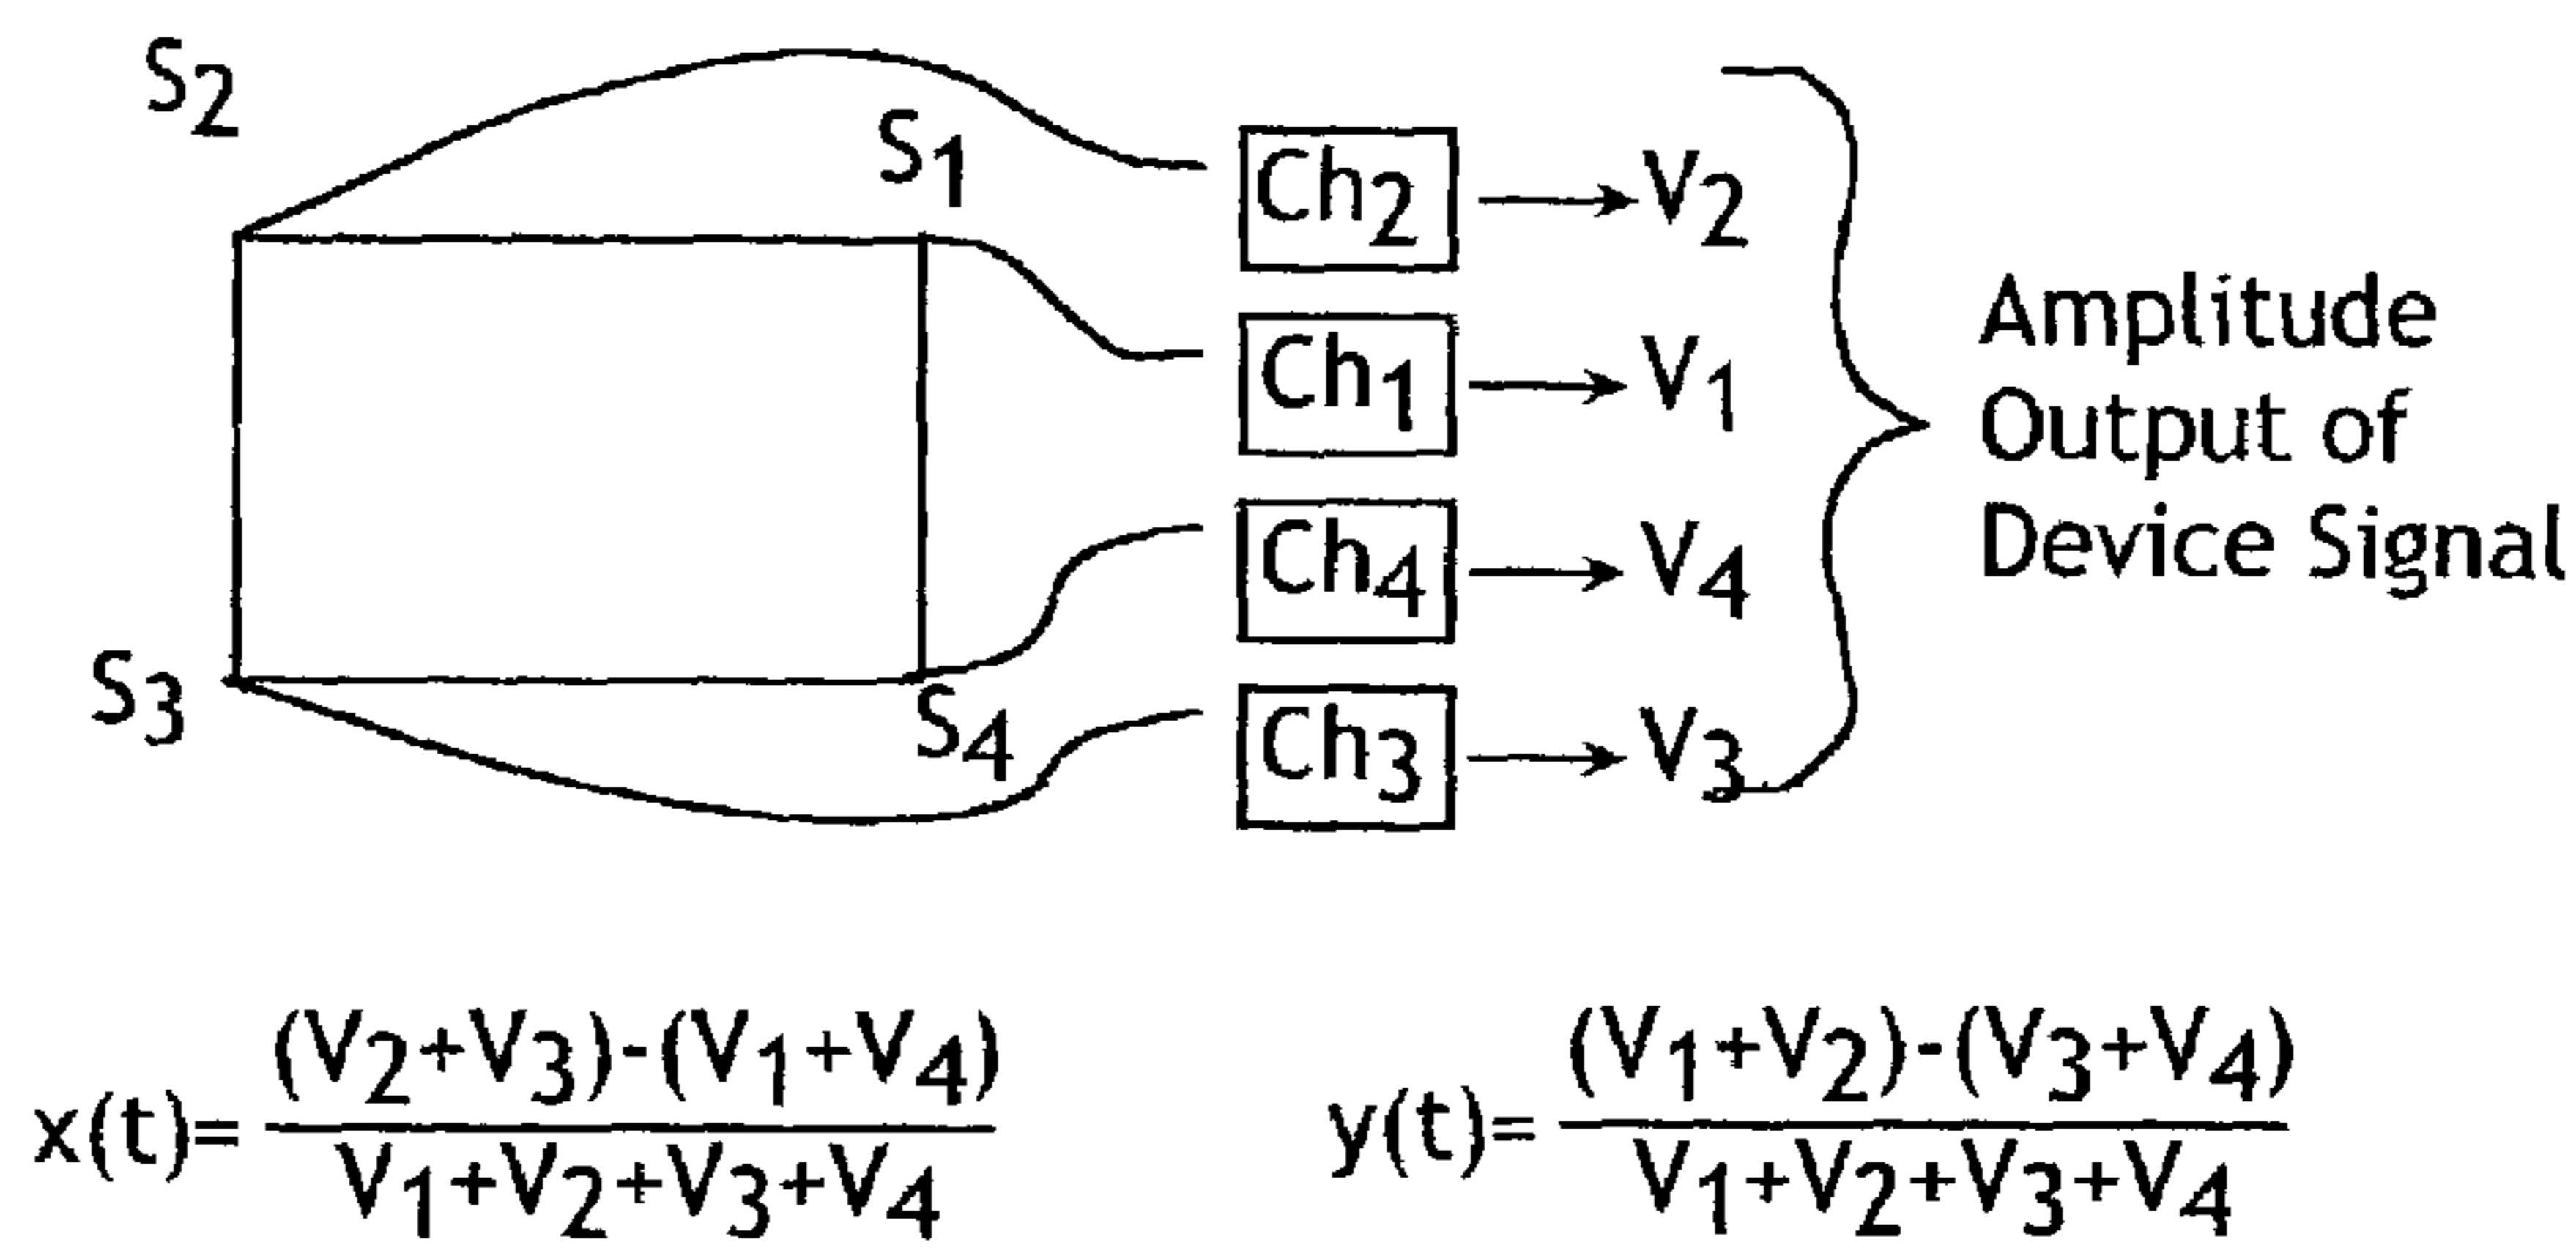 S2
S1
Ch2 → V2
Ch1 → V1
Ch4 → V4
Ch3 → V3
S3
S4
Amplitude
Output of
Device Signal
x(t)= (V2+V3)-(V1+V4)
V1+V2+V3+V4
y(t)= (V1+V2)-(V3+V4)
V1+V2+V3+V4